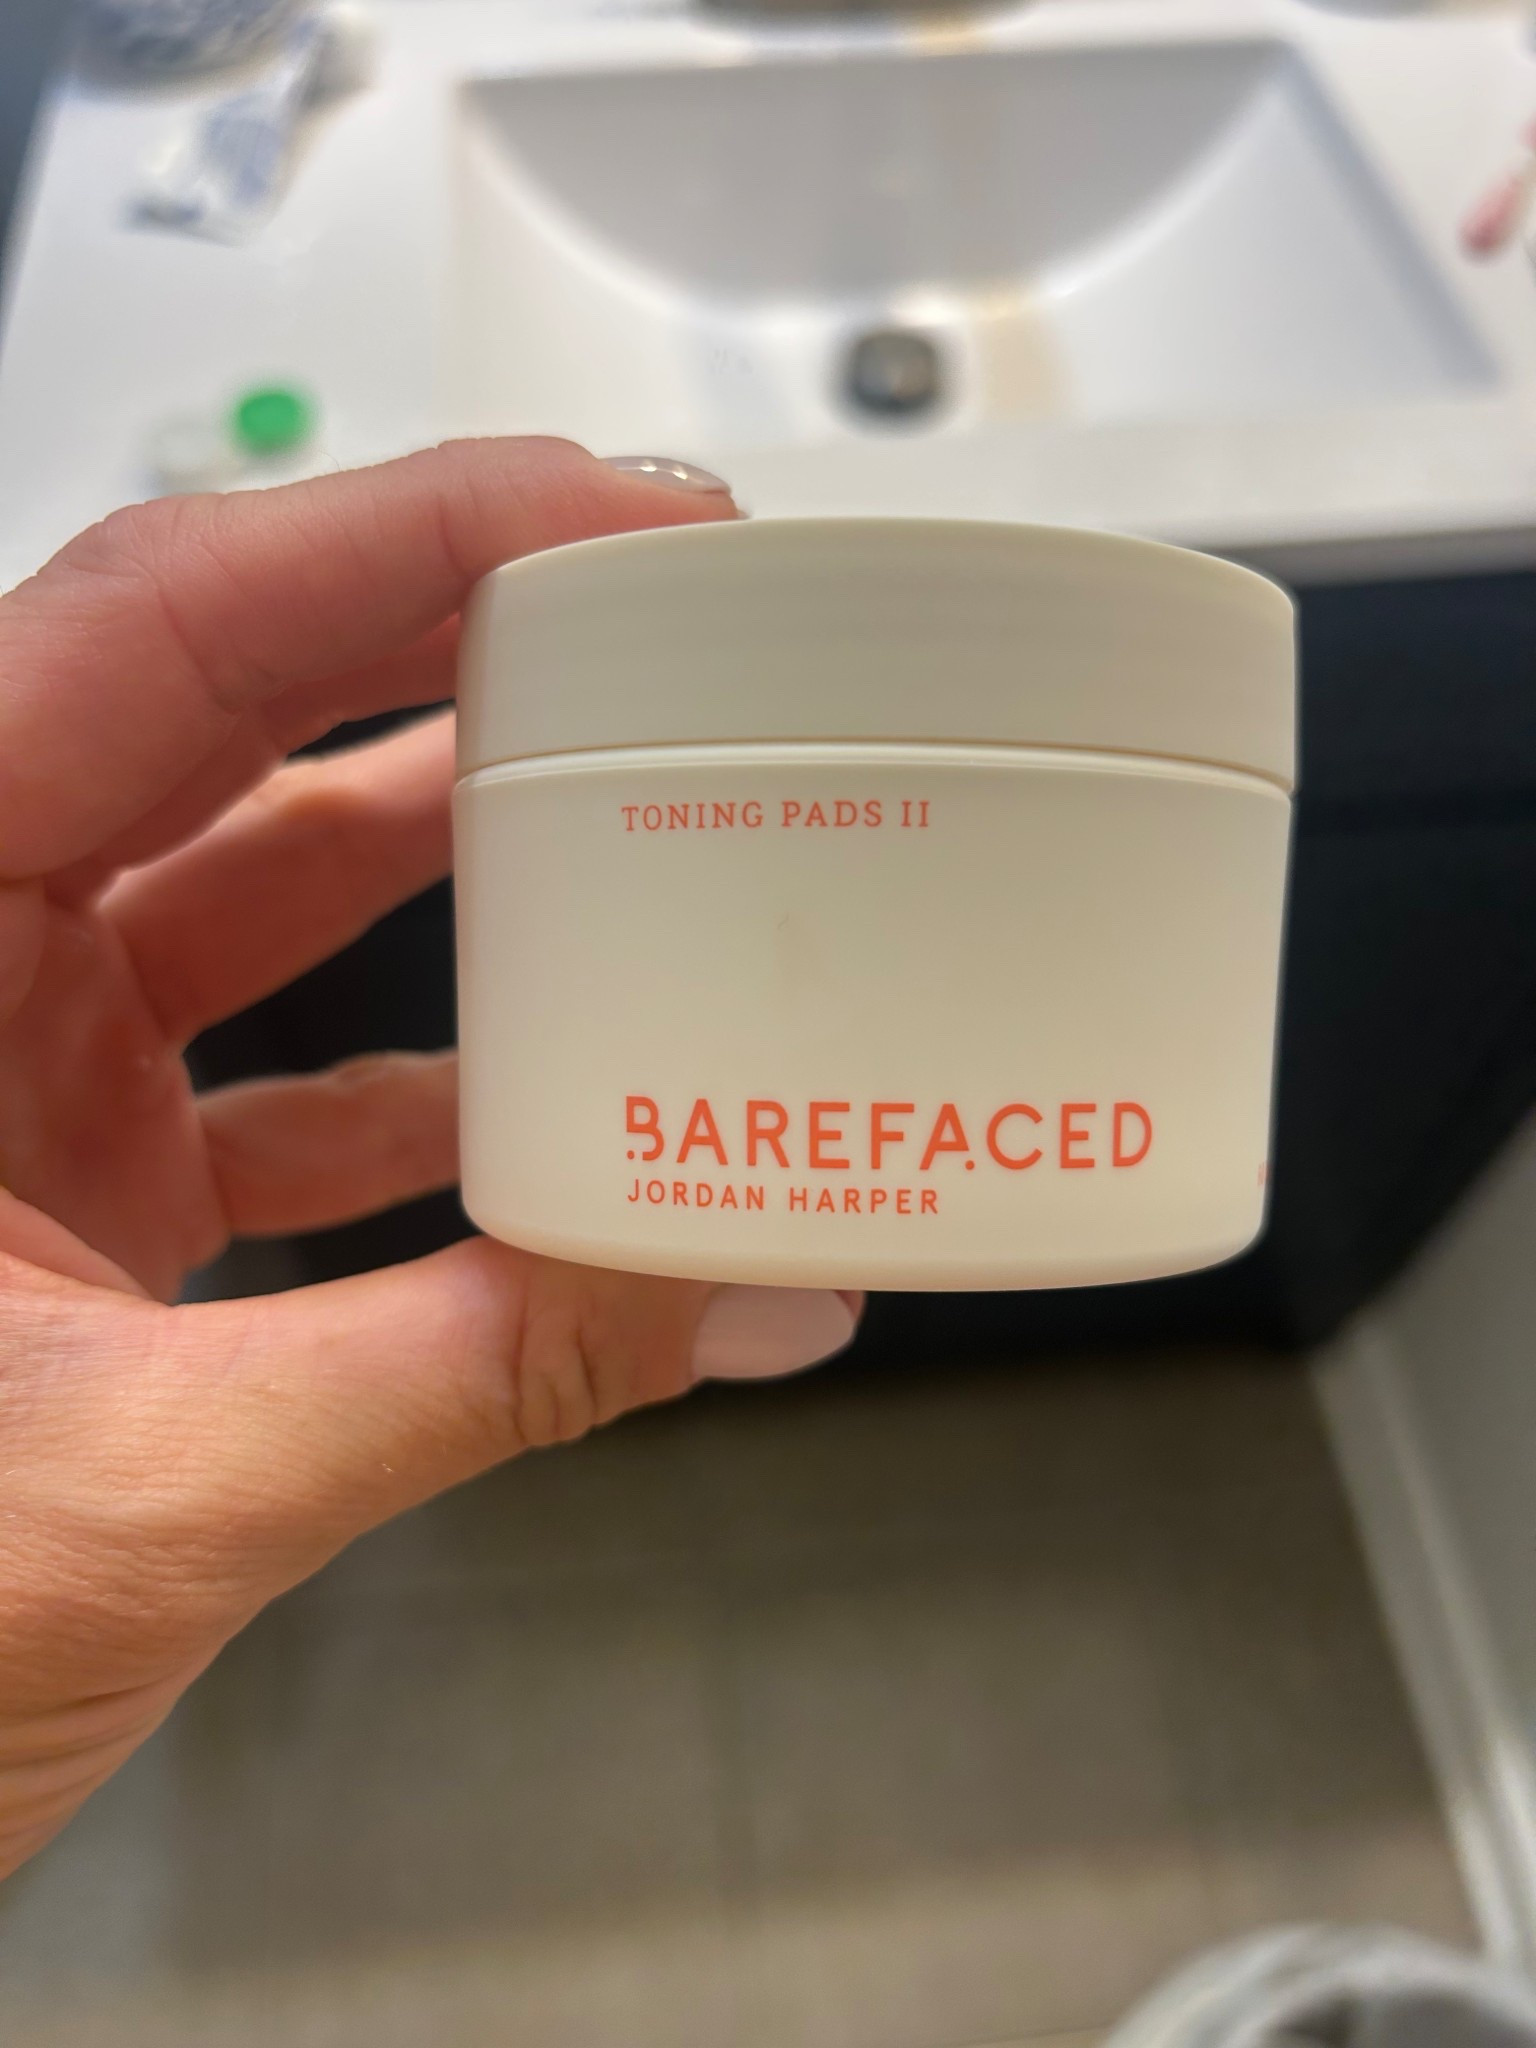 TONING PADS II
BAREFACED
JORDAN HARPER